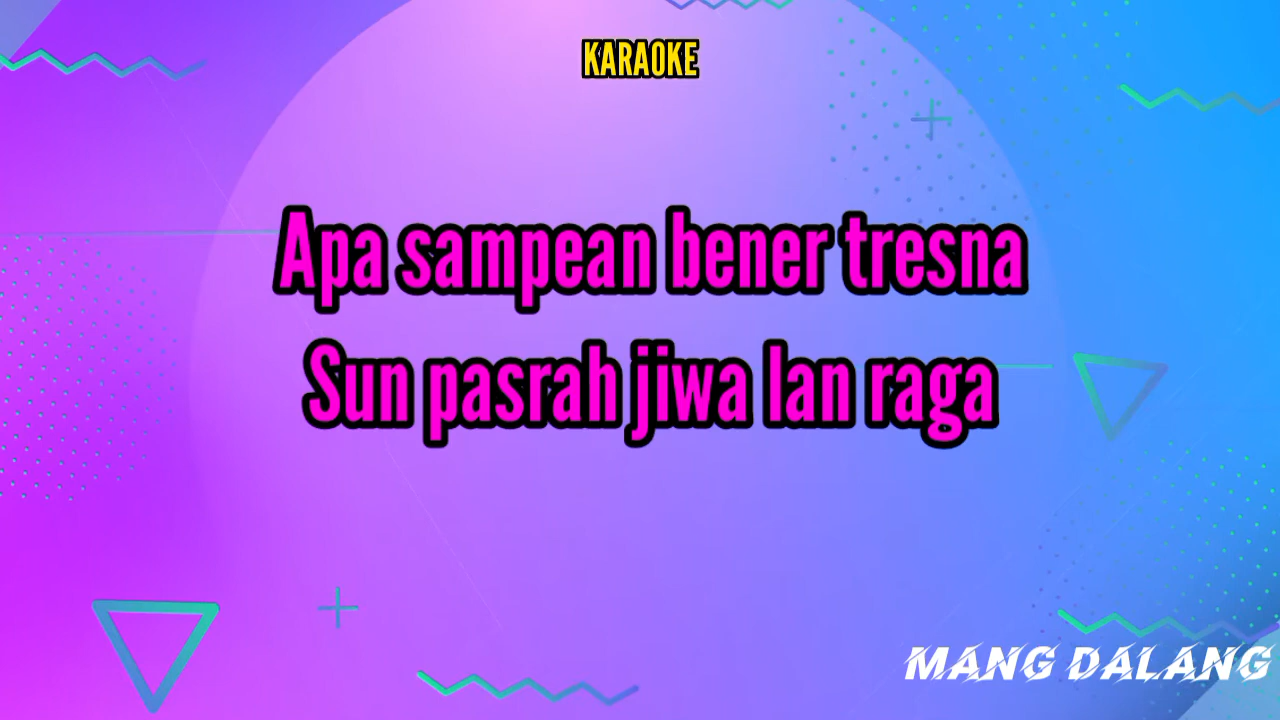 KARAOKE
Apa sampean bener tresna
Sun pasrah jiwa lan raga
MANG DALANG